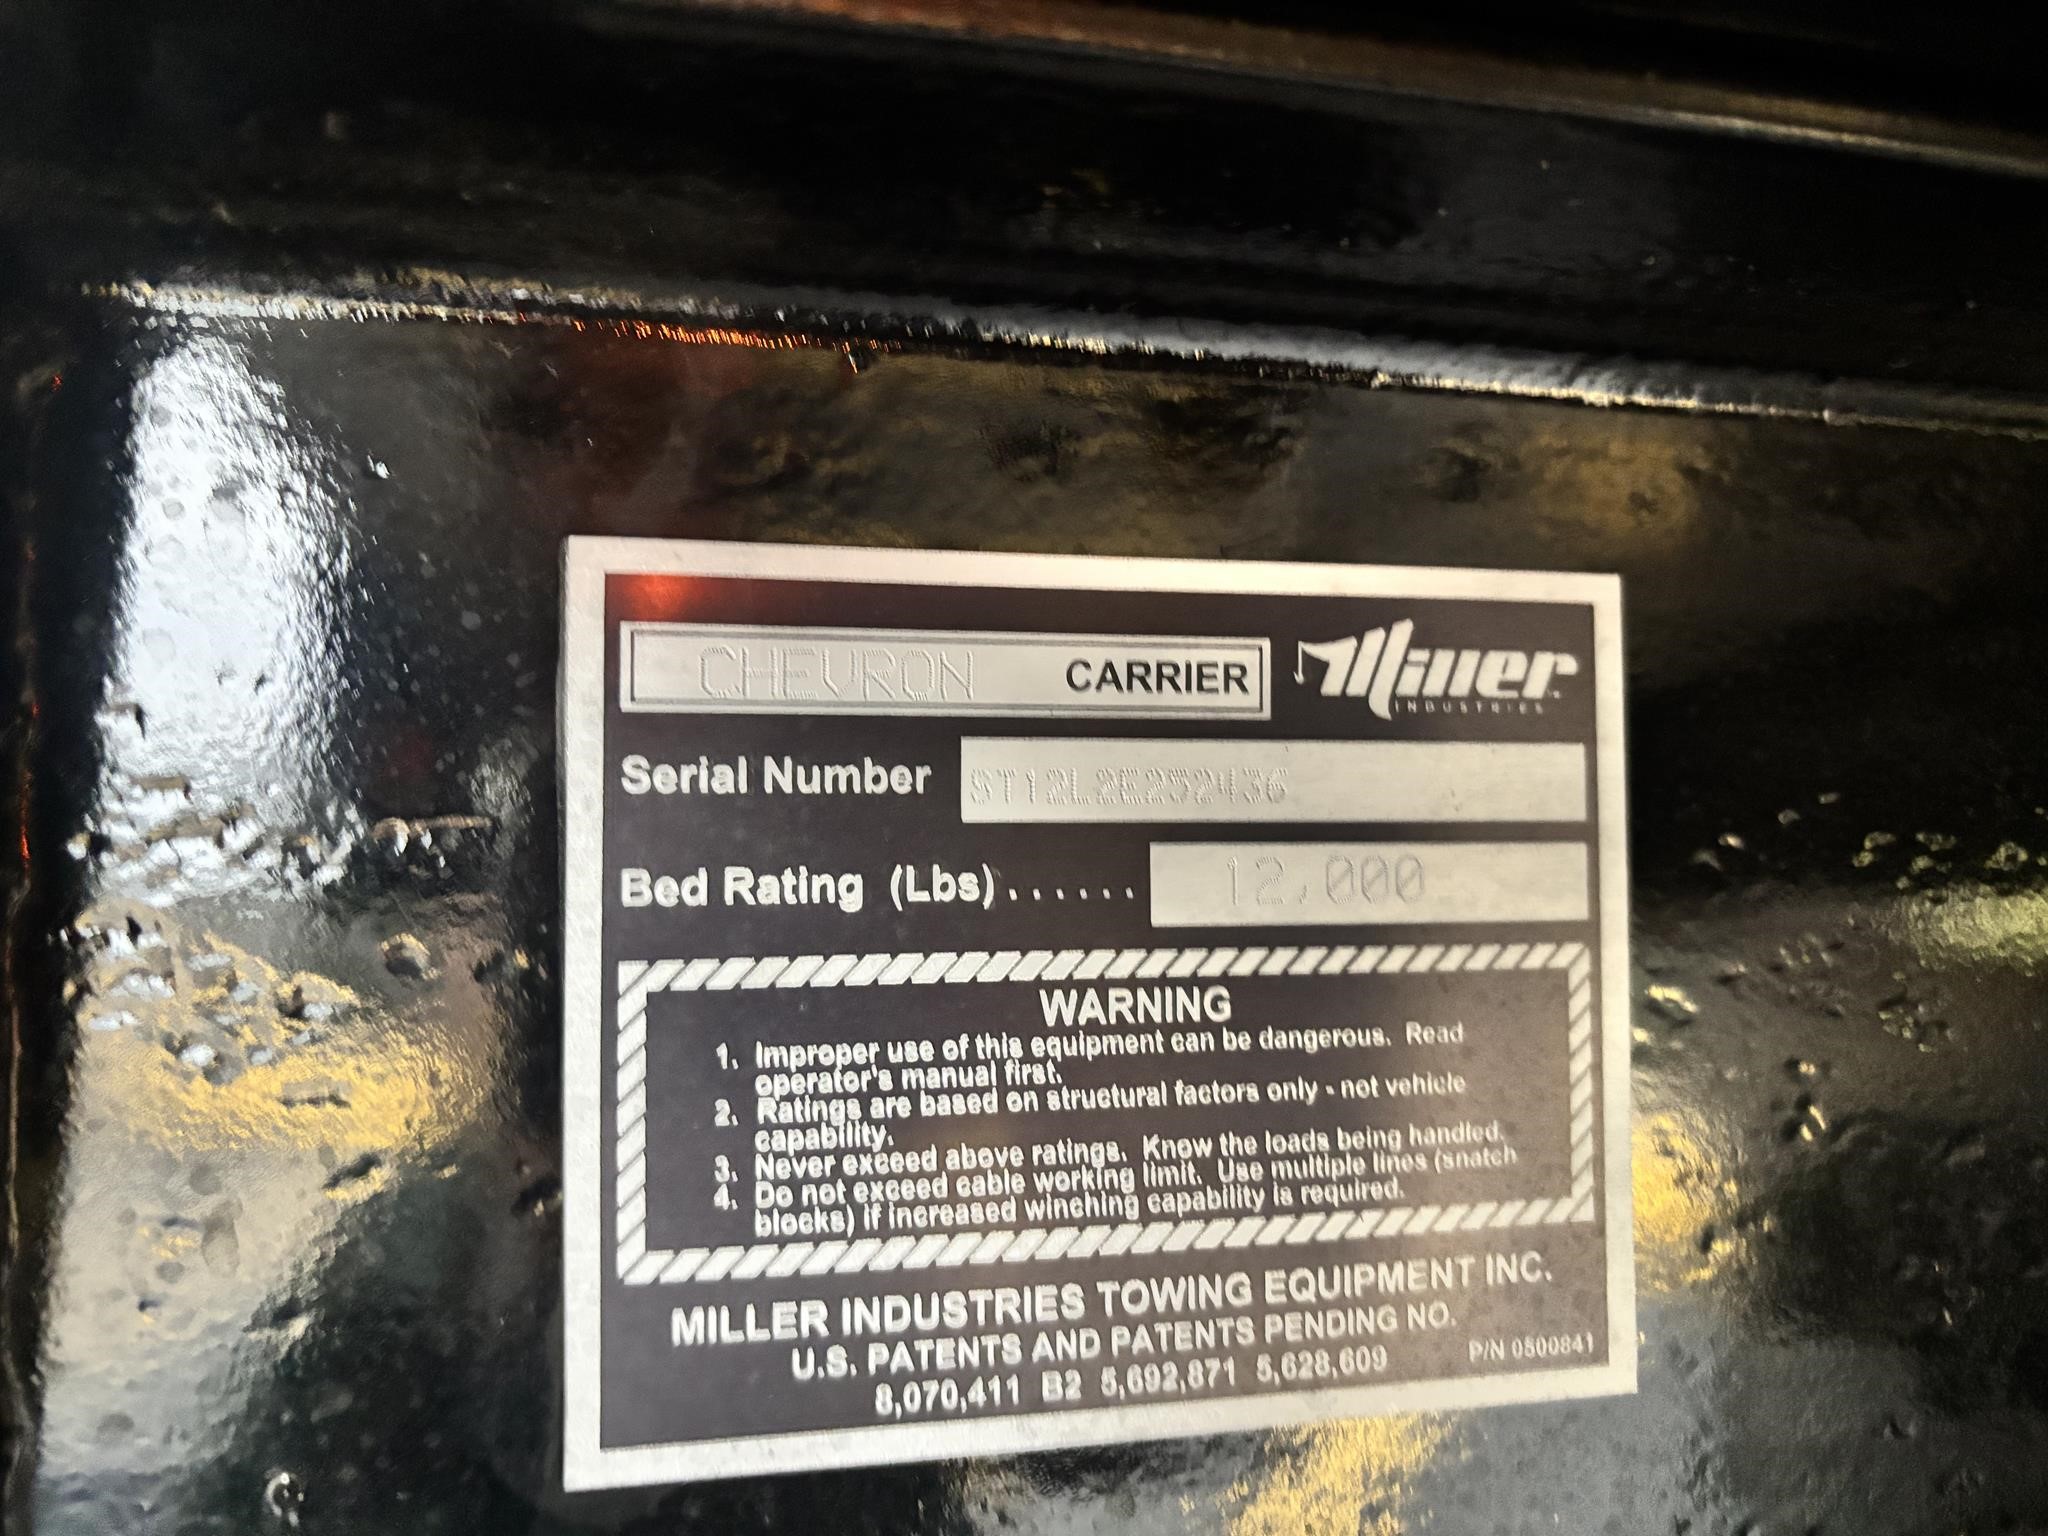 CHEVRON CARRIER
Miller
INDUSTRIES
Serial Number ST12L2E252436
Bed Rating (Lbs)...... 12,000
WARNING
1. Improper use of this equipment can be dangerous. Read
operator's manual first.
2. Ratings are based on structural factors only - not vehicle
capability.
3. Never exceed above ratings. Know the loads being handled.
4. Do not exceed cable working limit. Use multiple lines (snatch
blocks) if increased winching capability is required.
MILLER INDUSTRIES TOWING EQUIPMENT INC.
U.S. PATENTS AND PATENTS PENDING NO.
8,070,411 B2 5,692,871 5,628,609
P/N 0500841